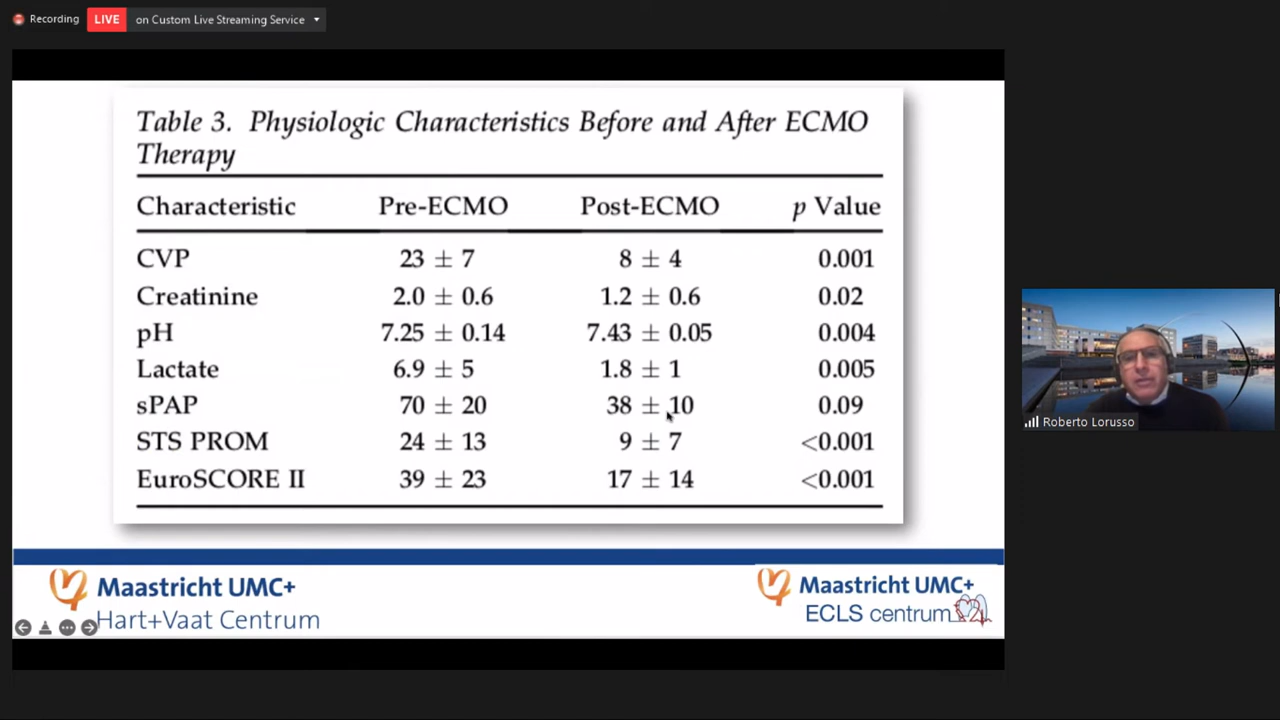 Recording LIVE on Custom Live Streaming Service
Table 3. Physiologic Characteristics Before and After ECMO
Therapy
Characteristic Pre-ECMO Post-ECMO p Value
CVP 23 ± 7 8 ± 4 0.001
Creatinine 2.0 ± 0.6 1.2 ± 0.6 0.02
pH 7.25 ± 0.14 7.43 ± 0.05 0.004
Lactate 6.9 ± 5 1.8 ± 1 0.005
sPAP 70 ± 20 38 ± 10 0.09
STS PROM 24 ± 13 9 ± 7 <0.001
EuroSCORE II 39 ± 23 17 ± 14 <0.001
Roberto Lorusso
Maastricht UMC+
Hart+Vaat Centrum
Maastricht UMC+
ECLS centrum